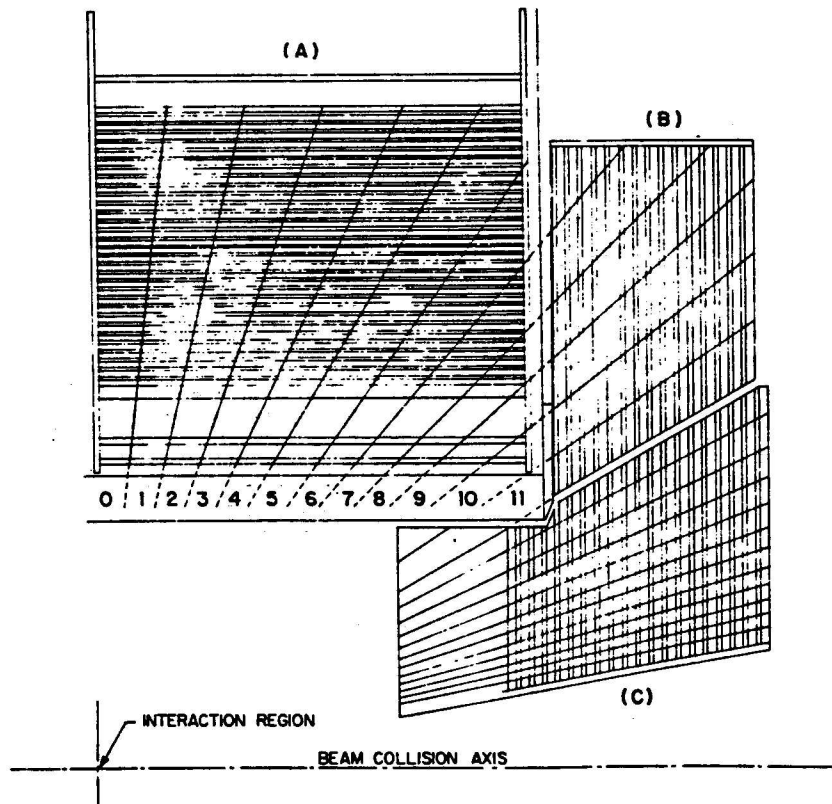 (A)
(B)
0 1 2 3 4 5 6 7 8 9 10 11
(C)
INTERACTION REGION
BEAM COLLISION AXIS